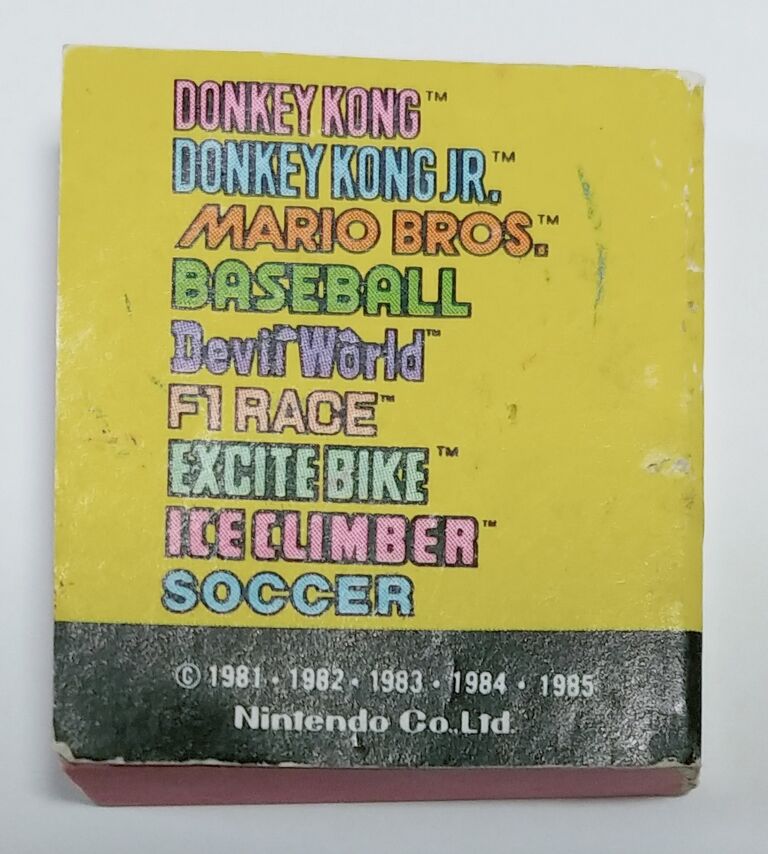 DONKEY KONG™
DONKEY KONG JR.™
MARIO BROS.™
BASEBALL
Devil World™
F1 RACE™
EXCITE BIKE™
ICE CLIMBER™
SOCCER
© 1981・1982・1983・1984・1985
Nintendo Co.,Ltd.